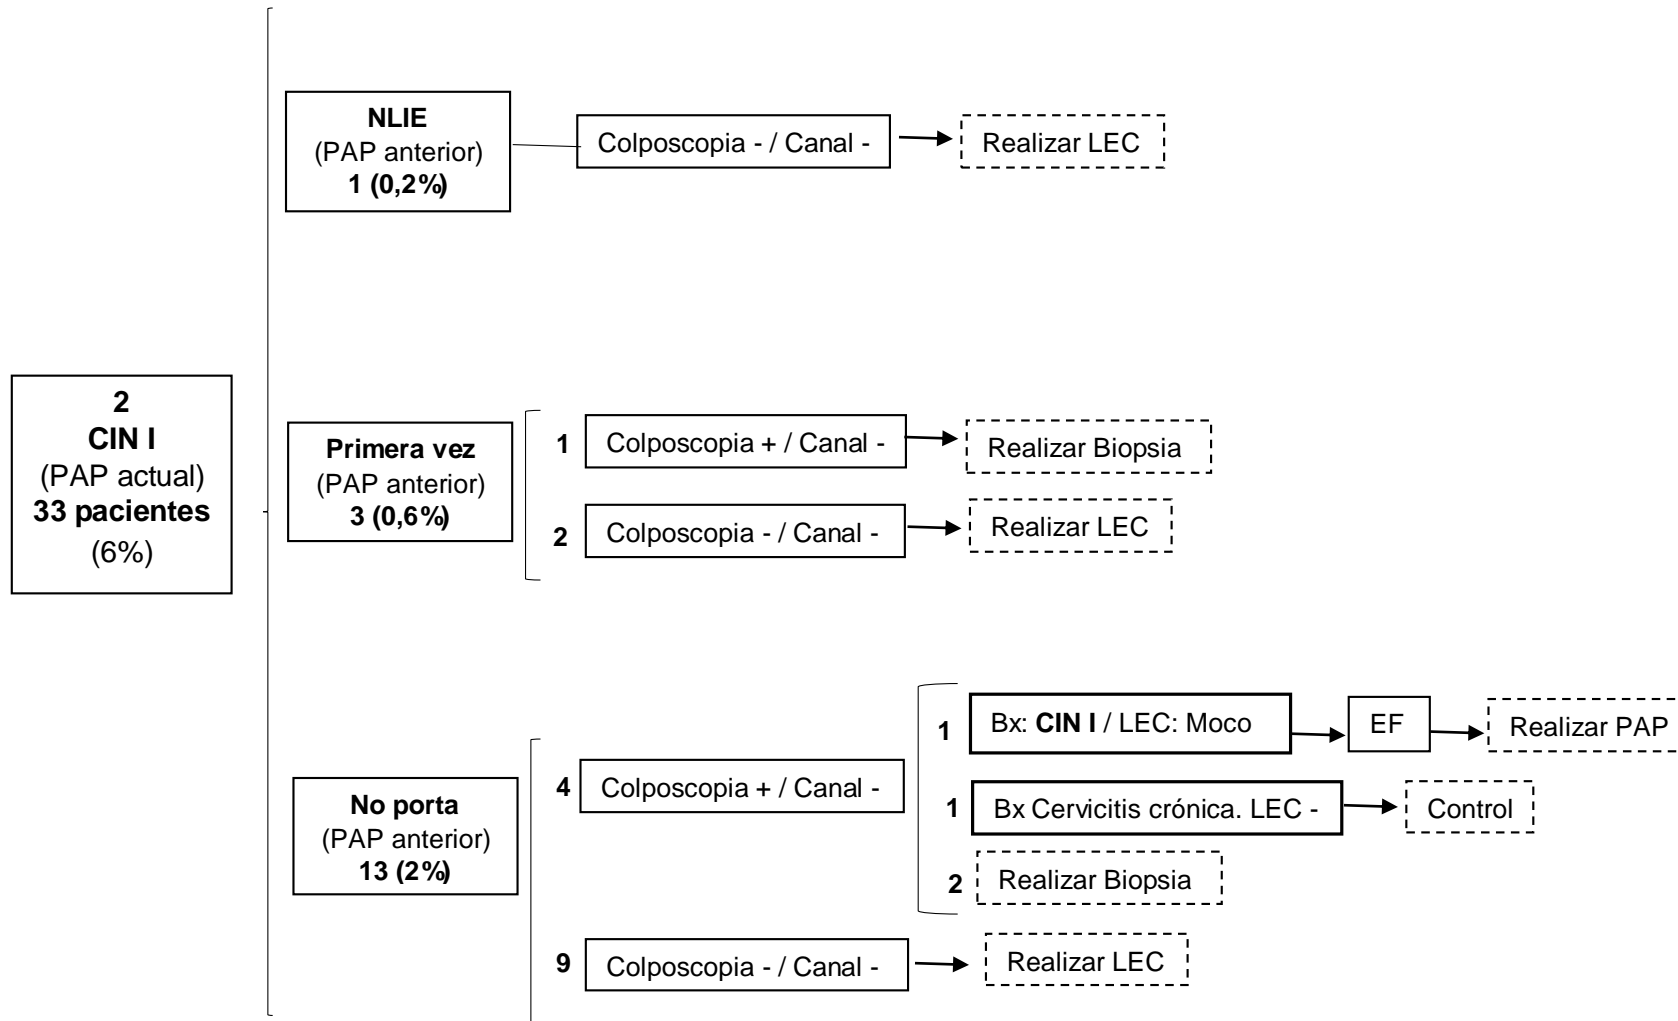 NLIE
(PAP anterior)
1 (0,2%)
Colposcopia - / Canal -
Realizar LEC
2
CIN I
(PAP actual)
33 pacientes
(6%)
Primera vez
(PAP anterior)
3 (0,6%)
1
Colposcopia + / Canal -
Realizar Biopsia
2
Colposcopia - / Canal -
Realizar LEC
No porta
(PAP anterior)
13 (2%)
4
Colposcopia + / Canal -
1
Bx: CIN I / LEC: Moco
EF
Realizar PAP
1
Bx Cervicitis crónica. LEC -
Control
2
Realizar Biopsia
9
Colposcopia - / Canal -
Realizar LEC